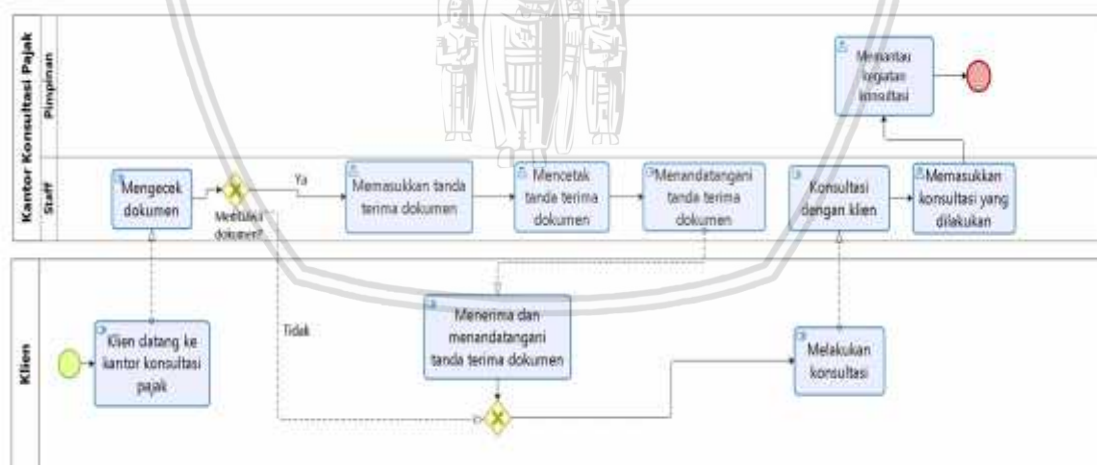 Kantor Konsultasi Pajak
Pimpinan
Memantau
kegiatan
konsultasi
Staff
Mengecek
dokumen
Membawa
dokumen?
Ya
Memasukkan tanda
terima dokumen
Mencetak
tanda terima
dokumen
Menandatangani
tanda terima
dokumen
Konsultasi
dengan klien
Memasukkan
konsultasi yang
dilakukan
Klien
Klien datang ke
kantor konsultasi
pajak
Tidak
Menerima dan
menandatangani
tanda terima dokumen
Melakukan
konsultasi